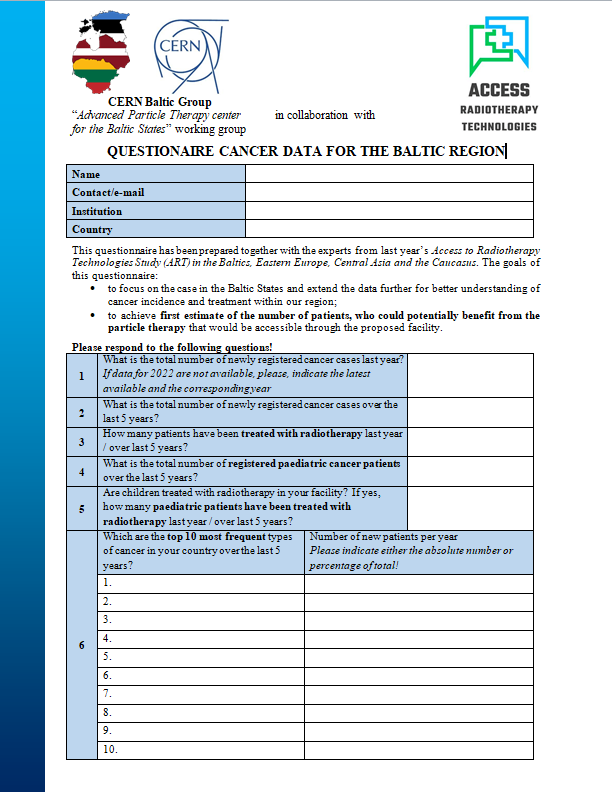 CERN
CERN Baltic Group
"Advanced Particle Therapy center
for the Baltic States" working group
in collaboration with
ACCESS
RADIOTHERAPY
TECHNOLOGIES
QUESTIONAIRE CANCER DATA FOR THE BALTIC REGION
Name
Contact/e-mail
Institution
Country
This questionnaire has been prepared together with the experts from last year's Access to Radiotherapy
Technologies Study (ART) in the Baltics, Eastern Europe, Central Asia and the Caucasus. The goals of
this questionnaire:
• to focus on the case in the Baltic States and extend the data further for better understanding of
cancer incidence and treatment within our region;
• to achieve first estimate of the number of patients, who could potentially benefit from the
particle therapy that would be accessible through the proposed facility.
Please respond to the following questions!
1
What is the total number of newly registered cancer cases last year?
If data for 2022 are not available, please, indicate the latest
available and the corresponding year
2
What is the total number of newly registered cancer cases over the
last 5 years?
3
How many patients have been treated with radiotherapy last year
/ over last 5 years?
4
What is the total number of registered paediatric cancer patients
over the last 5 years?
5
Are children treated with radiotherapy in your facility? If yes,
how many paediatric patients have been treated with
radiotherapy last year / over last 5 years?
6
Which are the top 10 most frequent types
of cancer in your country over the last 5
years?
Number of new patients per year
Please indicate either the absolute number or
percentage of total!
1.
2.
3.
4.
5.
6.
7.
8.
9.
10.